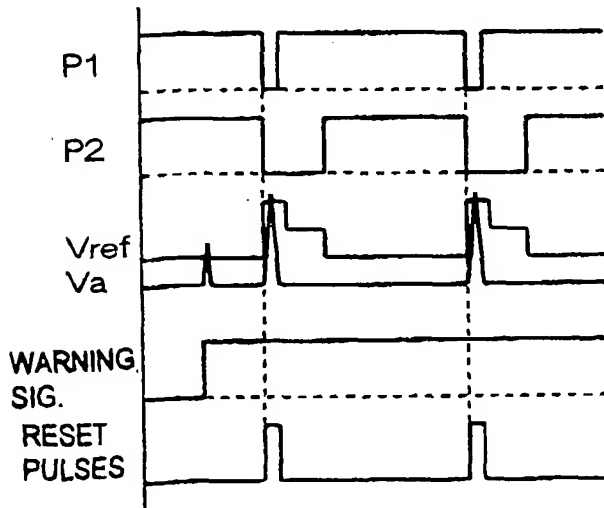 P1
P2
Vref
Va
WARNING
SIG.
RESET
PULSES